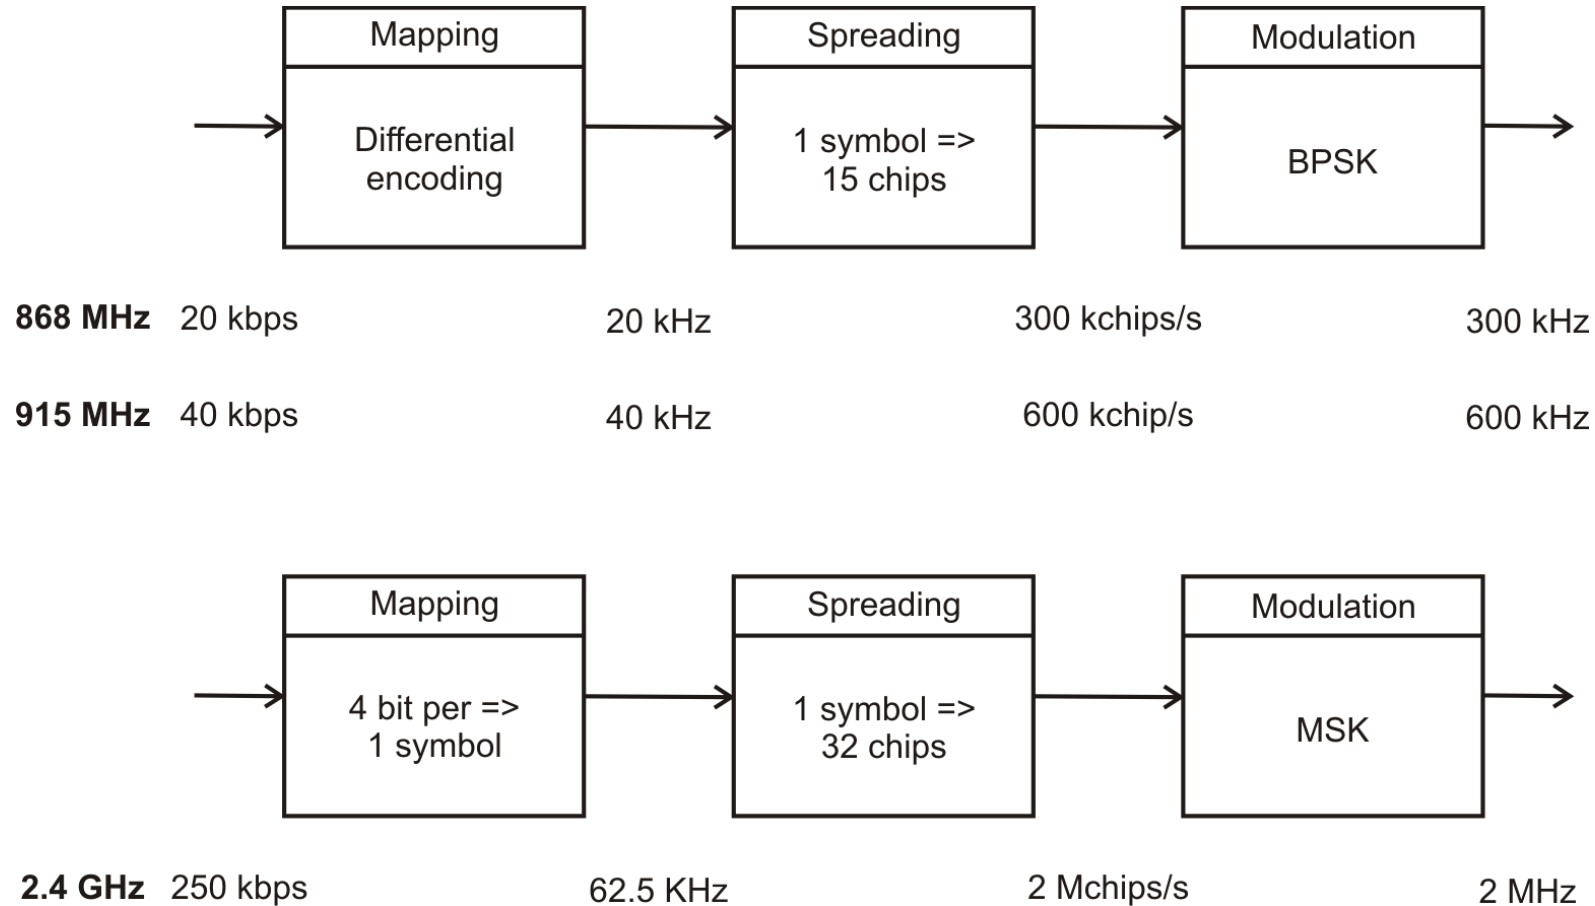 Mapping
Spreading
Modulation
Differential
encoding
1 symbol =>
15 chips
BPSK
868 MHz 20 kbps 20 kHz 300 kchips/s 300 kHz
915 MHz 40 kbps 40 kHz 600 kchip/s 600 kHz
Mapping
Spreading
Modulation
4 bit per =>
1 symbol
1 symbol =>
32 chips
MSK
2.4 GHz 250 kbps 62.5 KHz 2 Mchips/s 2 MHz